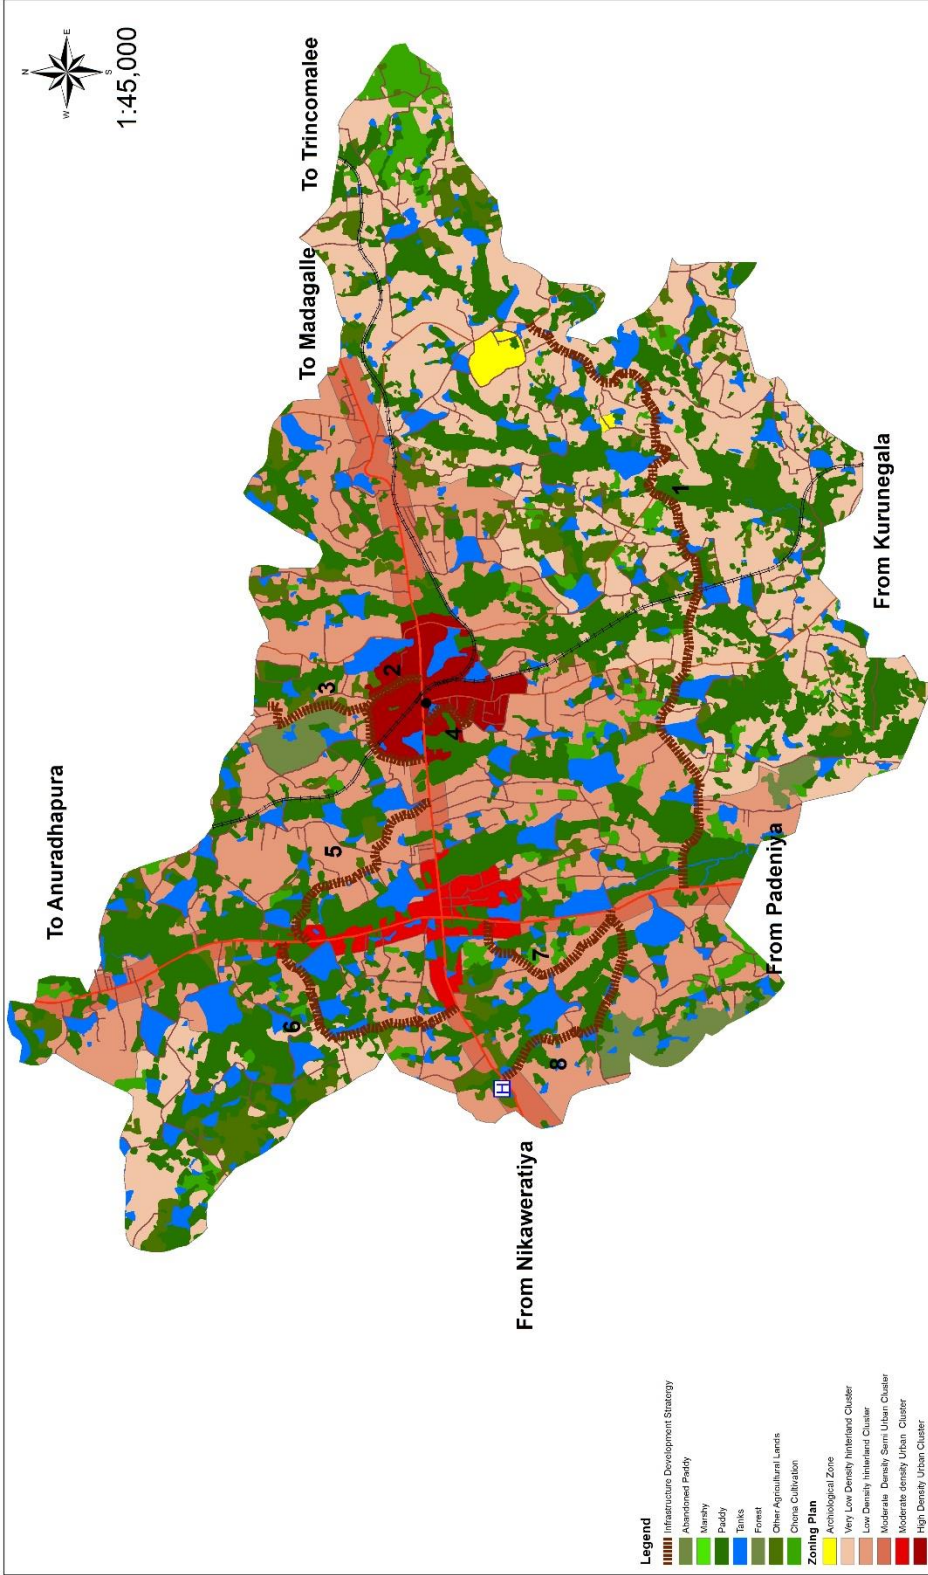 N
W
E
S
1:45,000
To Anuradhapura
To Madagalle
To Trincomalee
3
2
5
6
4
7
8
1
H
From Nikaweratiya
From Padeniya
From Kurunegala
Legend
Infrastructure Development Stratergy
Abandoned Paddy
Marshy
Paddy
Tanks
Forest
Other Agricultural Lands
Chena Cultivation
Zoning Plan
Archiological Zone
Very Low Density hinterland Cluster
Low Density hinterland Cluster
Moderate Density Semi Urban Cluster
Moderate density Urban Cluster
High Density Urban Cluster